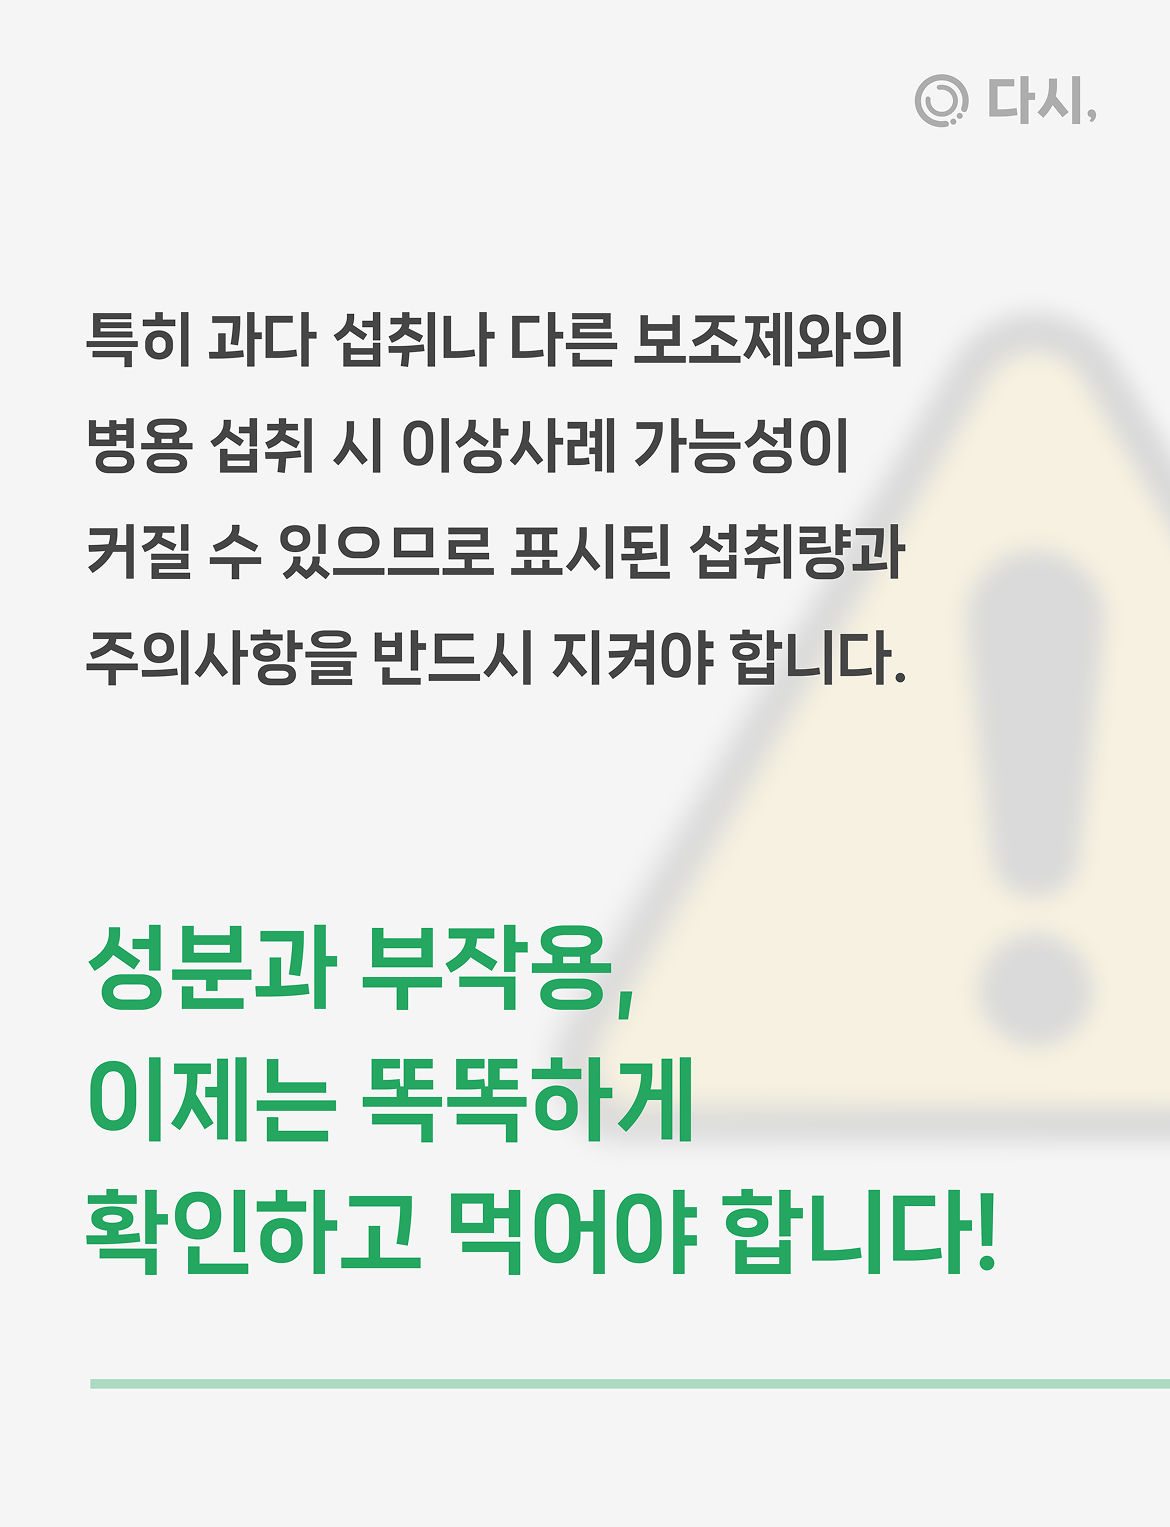 다시,
특히 과다 섭취나 다른 보조제와의
병용 섭취 시 이상사례 가능성이
커질 수 있으므로 표시된 섭취량과
주의사항을 반드시 지켜야 합니다.
성분과 부작용,
이제는 똑똑하게
확인하고 먹어야 합니다!